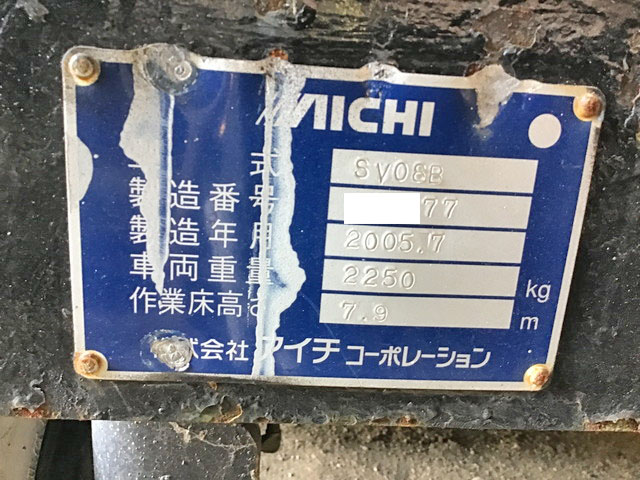 AICHI
式 SV08B
製造番号 77
製造年月 2005.7
車両重量 2250 kg
作業床高さ 7.9 m
式会社 アイチ コーポレーション